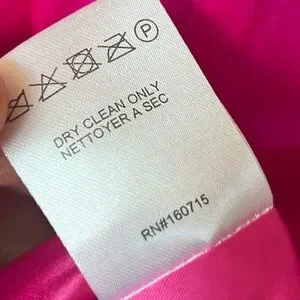 P
DRY CLEAN ONLY
NETTOYER A SEC
RN#160715